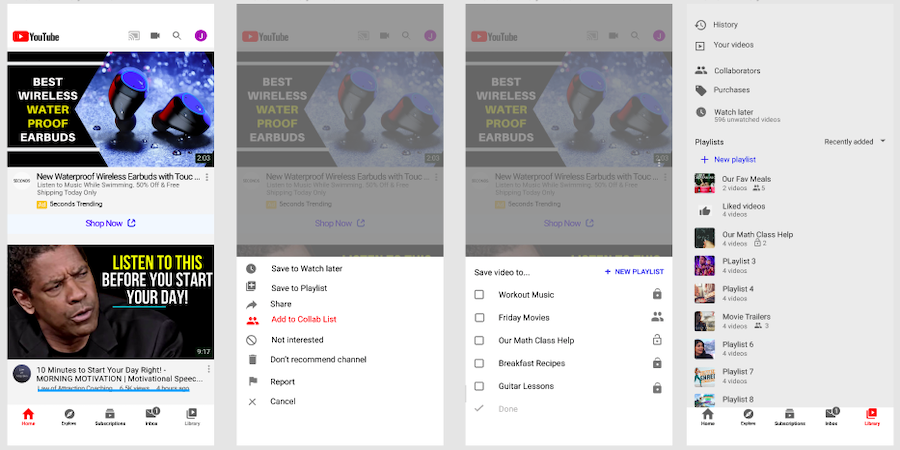 YouTube
J
BEST
WIRELESS
WATER
PROOF
EARBUDS
2:03
SECONDS
New Waterproof Wireless Earbuds with Touc ...
Listen to Music While Swimming. 50% Off & Free
Shipping Today Only
Ad Seconds Trending
Shop Now
LISTEN TO THIS
BEFORE YOU START
YOUR DAY!
9:17
10 Minutes to Start Your Day Right! -
MORNING MOTIVATION | Motivational Speec...
Law of Attraction Coaching 6.5K views 4 hours ago
Home
Explore
Subscriptions
1
Inbox
Library
YouTube
J
BEST
WIRELESS
WATER
PROOF
EARBUDS
2:03
SECONDS
New Waterproof Wireless Earbuds with Touc ...
Listen to Music While Swimming. 50% Off & Free
Shipping Today Only
Ad Seconds Trending
Shop Now
Save to Watch later
Save to Playlist
Share
Add to Collab List
Not interested
Don't recommend channel
Report
Cancel
YouTube
J
BEST
WIRELESS
WATER
PROOF
EARBUDS
2:03
SECONDS
New Waterproof Wireless Earbuds with Touc ...
Listen to Music While Swimming. 50% Off & Free
Shipping Today Only
Ad Seconds Trending
Shop Now
Save video to... + NEW PLAYLIST
Workout Music
Friday Movies
Our Math Class Help
Breakfast Recipes
Guitar Lessons
Done
History
Your videos
Collaborators
Purchases
Watch later
596 unwatched videos
Playlists Recently added
+ New playlist
Our Fav Meals
2 videos 5
Liked videos
4 videos
Our Math Class Help
4 videos 2
PLaylist 3
4 videos
Playlist 4
4 videos
Movie Trailers
4 videos 3
Playlist 6
4 videos
Playlist 7
4 videos
Playlist 8
Home
Explore
Subscriptions
1
Inbox
Library